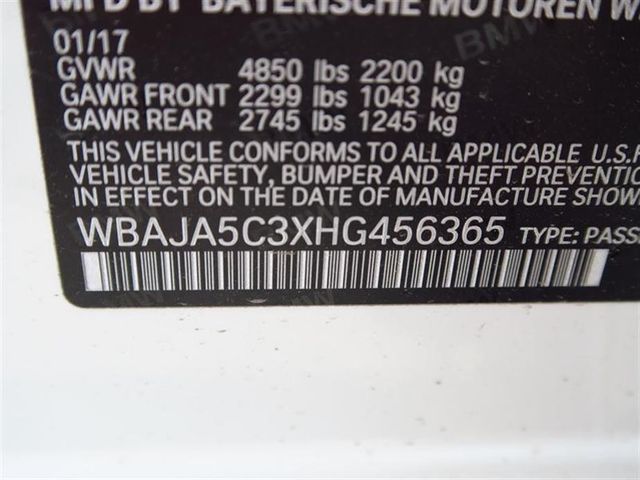 MFD BY BAYERISCHE MOTOREN W
01/17
GVWR 4850 lbs 2200 kg
GAWR FRONT 2299 lbs 1043 kg
GAWR REAR 2745 lbs 1245 kg
THIS VEHICLE CONFORMS TO ALL APPLICABLE U.S.F
VEHICLE SAFETY, BUMPER AND THEFT PREVENTI
IN EFFECT ON THE DATE OF MANUFACTURE SHOW
WBAJA5C3XHG456365 TYPE: PASS